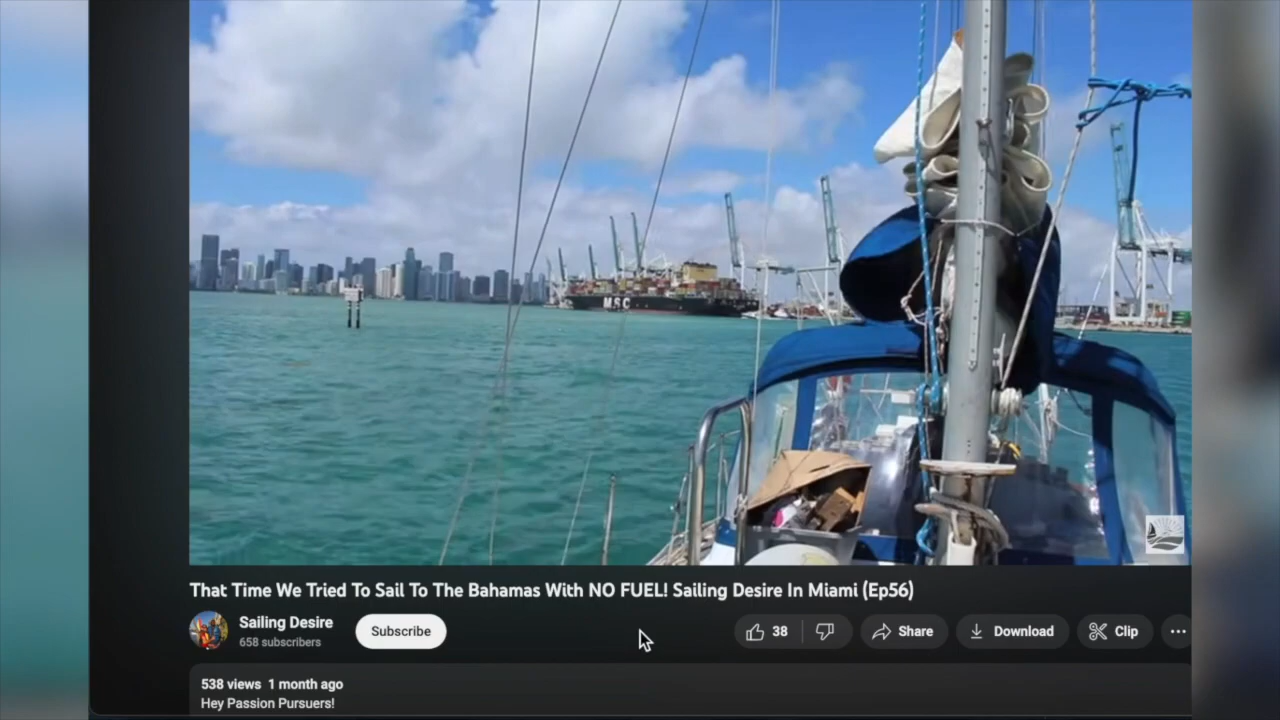 MSC
That Time We Tried To Sail To The Bahamas With NO FUEL! Sailing Desire In Miami (Ep56)
Sailing Desire
658 subscribers
Subscribe
38
Share
Download
Clip
538 views 1 month ago
Hey Passion Pursuers!